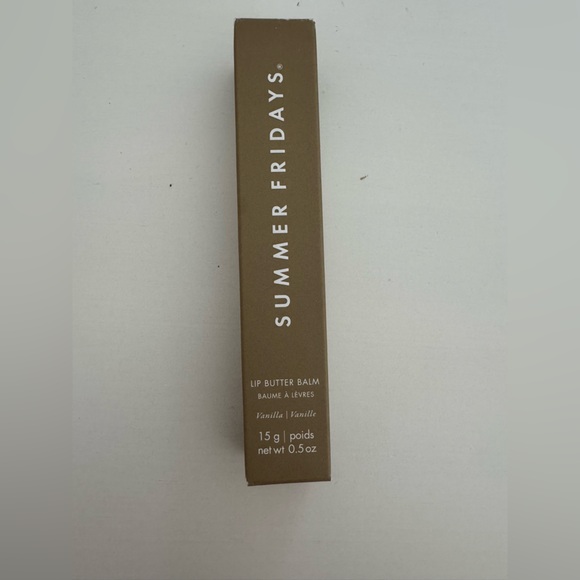 SUMMER FRIDAYS®
LIP BUTTER BALM
BAUME À LÈVRES
Vanilla | Vanille
15 g | poids
net wt 0.5 oz